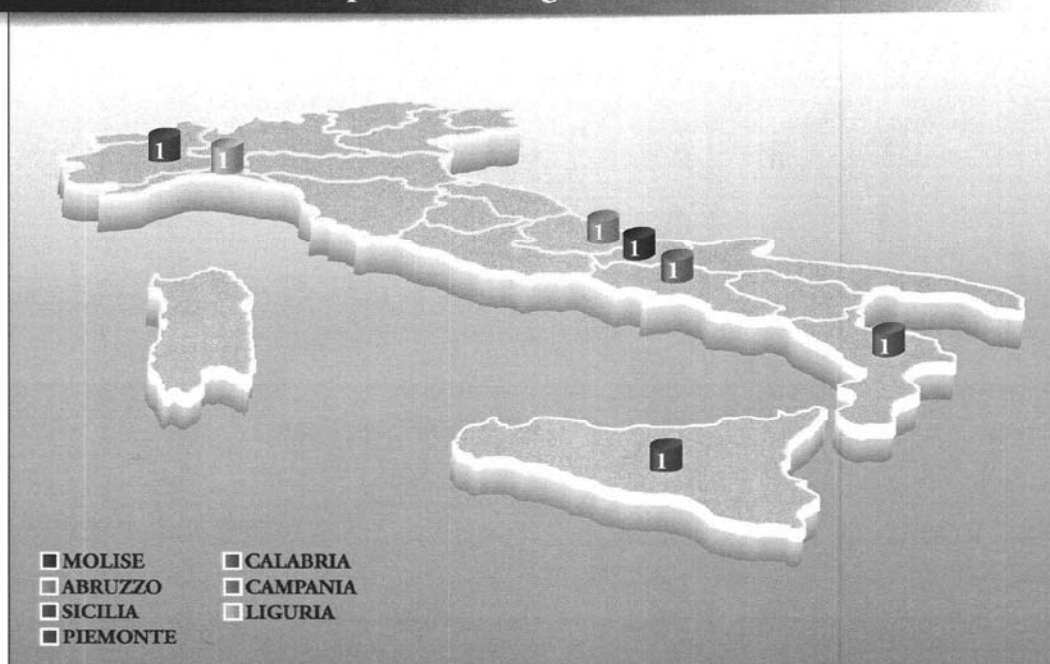 1
1
1
1
1
1
1
MOLISE
ABRUZZO
SICILIA
PIEMONTE
CALABRIA
CAMPANIA
LIGURIA